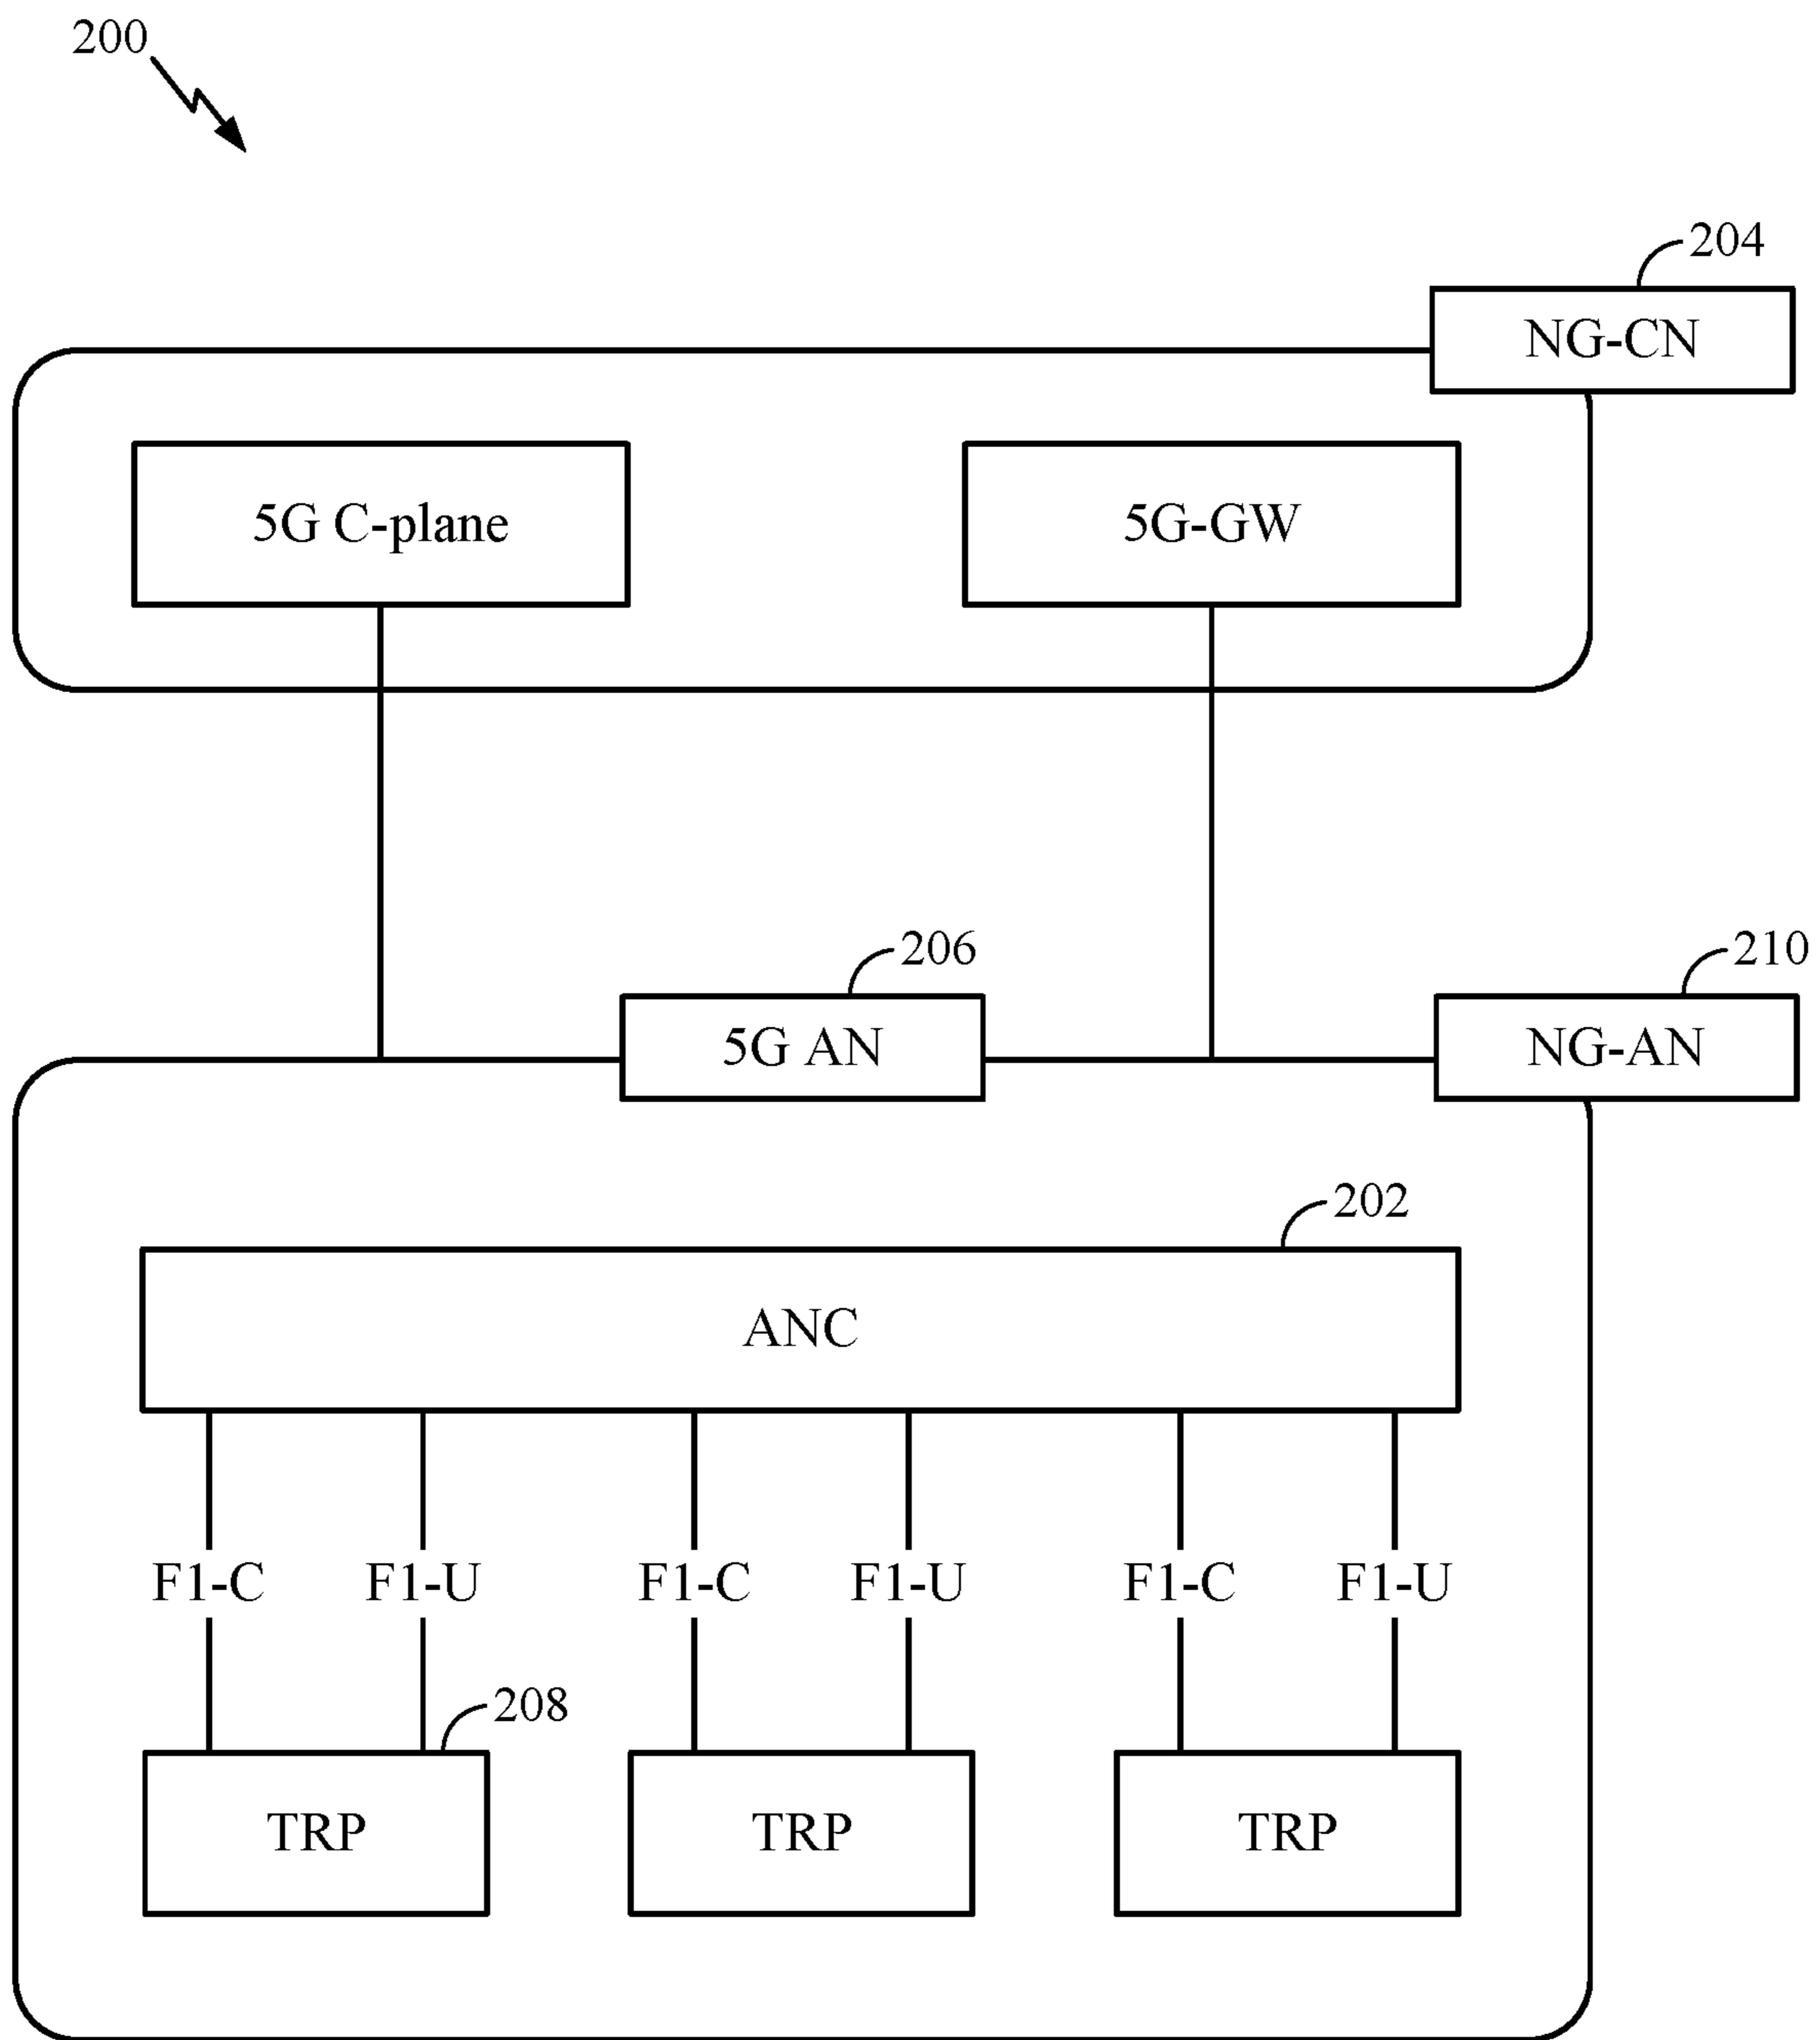 200
204
NG-CN
5G C-plane
5G-GW
206
210
5G AN
NG-AN
202
ANC
F1-C F1-U F1-C F1-U F1-C F1-U
208
TRP TRP TRP